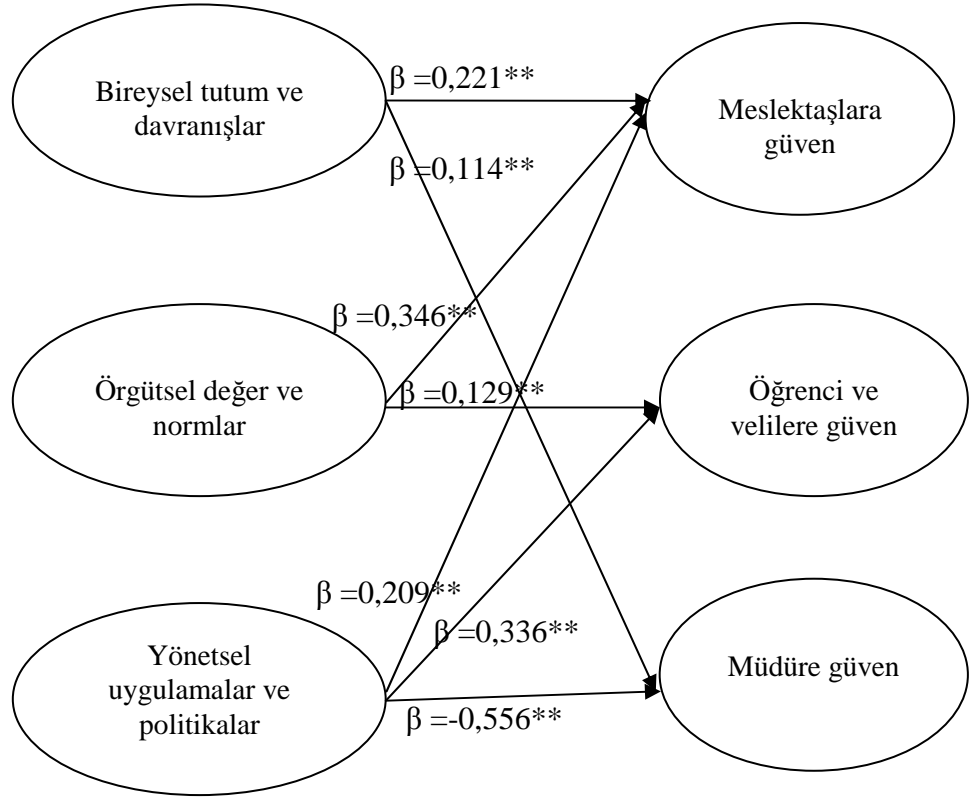 Bireysel tutum ve
davranışlar
β =0,221**
Meslektaşlara
güven
β =0,114**
β =0,346**
Örgütsel değer ve
normlar
β =0,129**
Öğrenci ve
velilere güven
β =0,209**
β =0,336**
Yönetsel
uygulamalar ve
politikalar
β =-0,556**
Müdüre güven